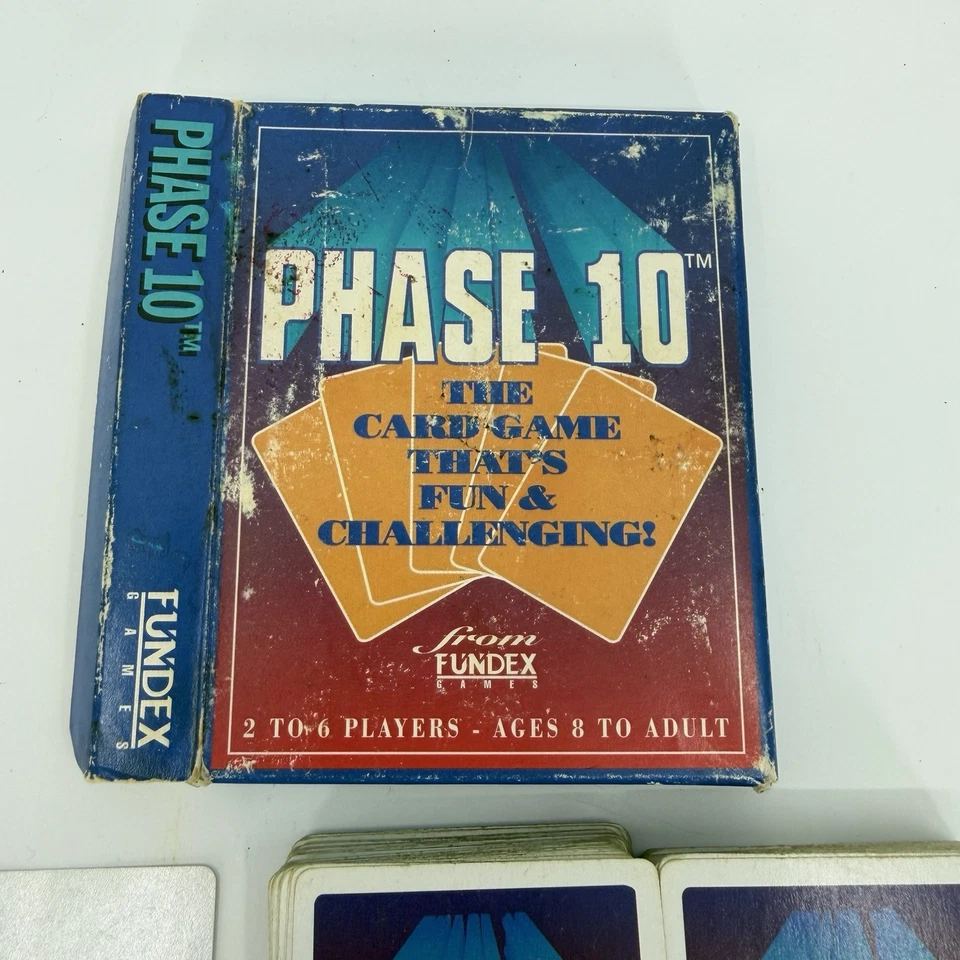 PHASE 10™
FUNDEX
GAMES
PHASE 10™
THE
CARD GAME
THAT'S
FUN &
CHALLENGING!
from
FUNDEX
GAMES
2 TO 6 PLAYERS - AGES 8 TO ADULT